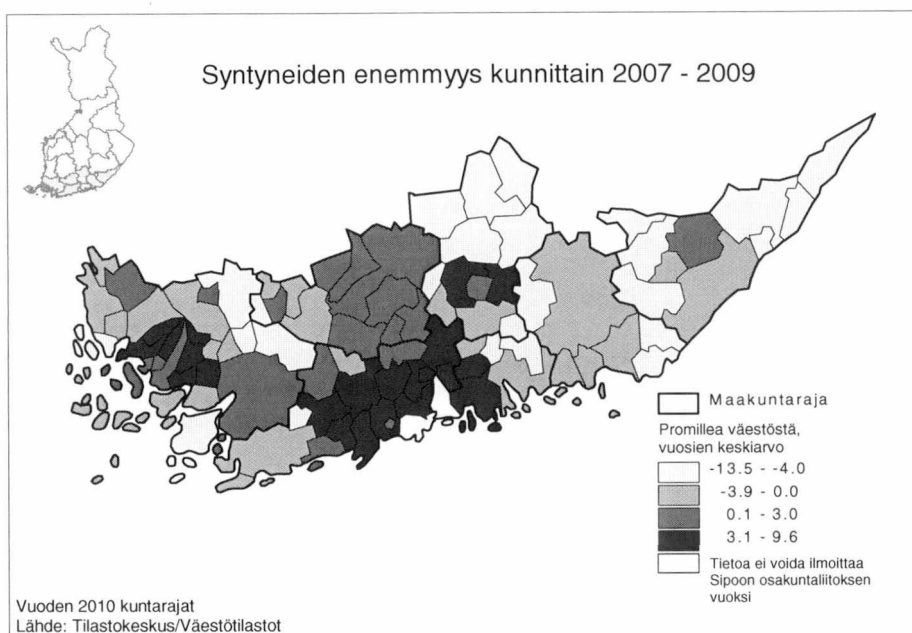 Syntyneiden enemmyys kunnittain 2007 - 2009
Maakuntaraja
Promillea väestöstä,
vuosien keskiarvo
-13.5 - -4.0
-3.9 - 0.0
0.1 - 3.0
3.1 - 9.6
Tietoa ei voida ilmoittaa
Sipoon osakuntaliitoksen
vuoksi
Vuoden 2010 kuntarajat
Lähde: Tilastokeskus/Väestötilastot